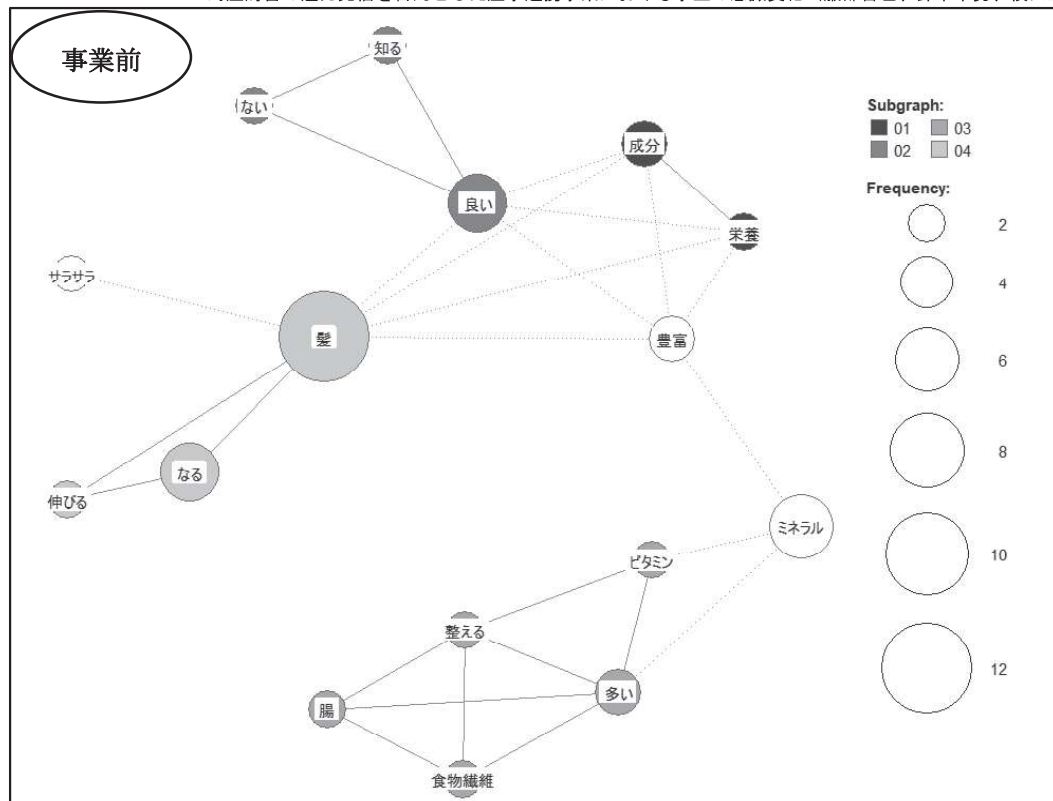 事業前
知る
ない
成分
良い
栄養
サラサラ
髪
豊富
なる
伸びる
ミネラル
ビタミン
整える
多い
腸
食物繊維
Subgraph:
01 03
02 04
Frequency:
2
4
6
8
10
12